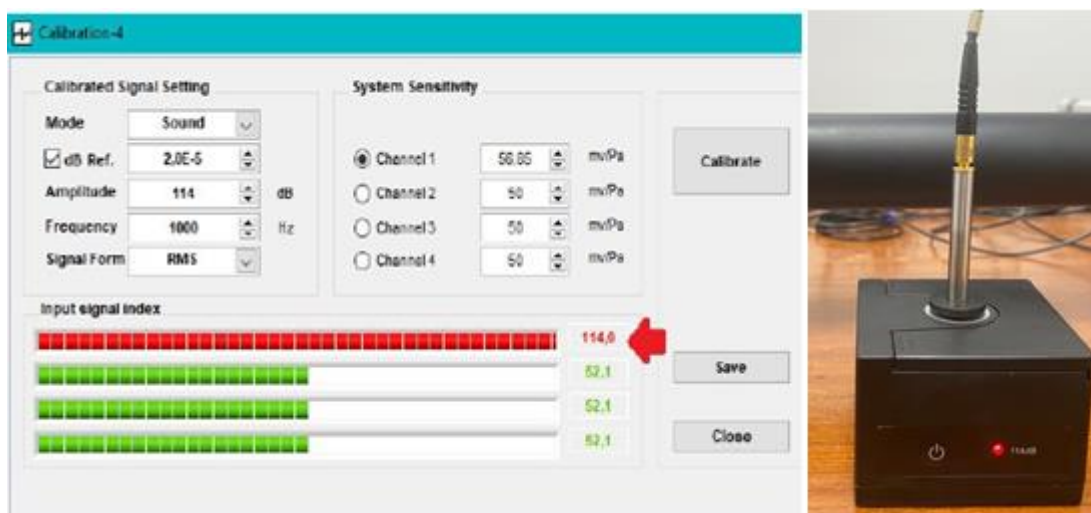 Calibration-4
Calibrated Signal Setting
Mode Sound
dB Ref. 2,0E-5
Amplitude 114 dB
Frequency 1000 Hz
Signal Form RMS
System Sensitivity
Channel 1 56,85 mv/Pa
Channel 2 50 mv/Pa
Channel 3 50 mv/Pa
Channel 4 50 mv/Pa
Calibrate
Input signal index
114,0
52,1
52,1
52,1
Save
Close